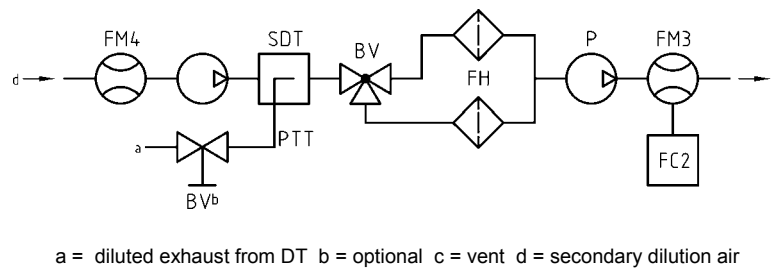 FM4
SDT
BV
P
FM3
d
FH
PTT
a
FC2
BVb
a = diluted exhaust from DT b = optional c = vent d = secondary dilution air